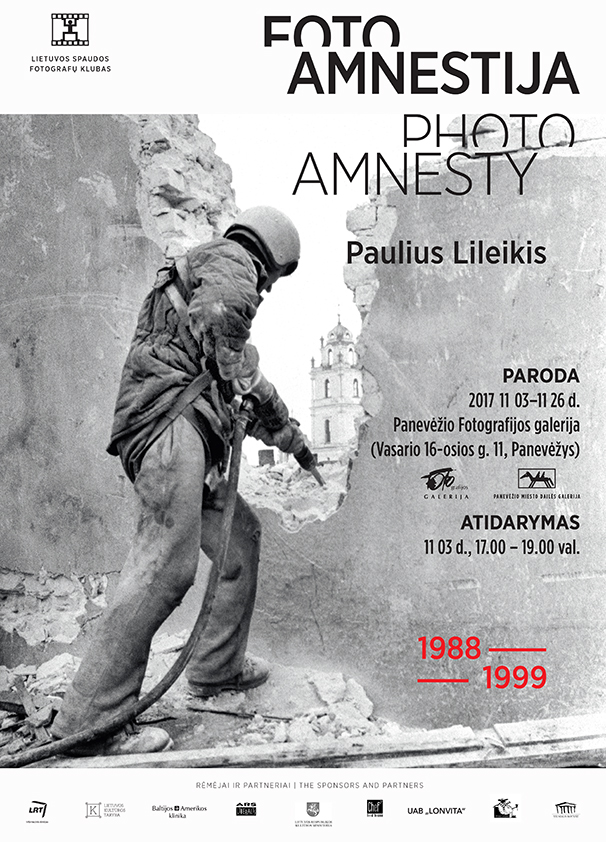 LIETUVOS SPAUDOS
FOTOGRAFŲ KLUBAS
FOTO
AMNESTIJA
PHOTO
AMNESTY
Paulius Lileikis
PARODA
2017 11 03–11 26 d.
Panevėžio Fotografijos galerija
(Vasario 16-osios g. 11, Panevėžys)
GALERIJA
PANEVĖŽIO MIESTO DAILĖS GALERIJA
ATIDARYMAS
11 03 d., 17.00 – 19.00 val.
1988
1999
RĖMĖJAI IR PARTNERIAI | THE SPONSORS AND PARTNERS
LRT
LIETUVOS
KULTŪROS
TARYBA
Baltijos Amerikos
klinika
ARS
UAB „LONVITA“